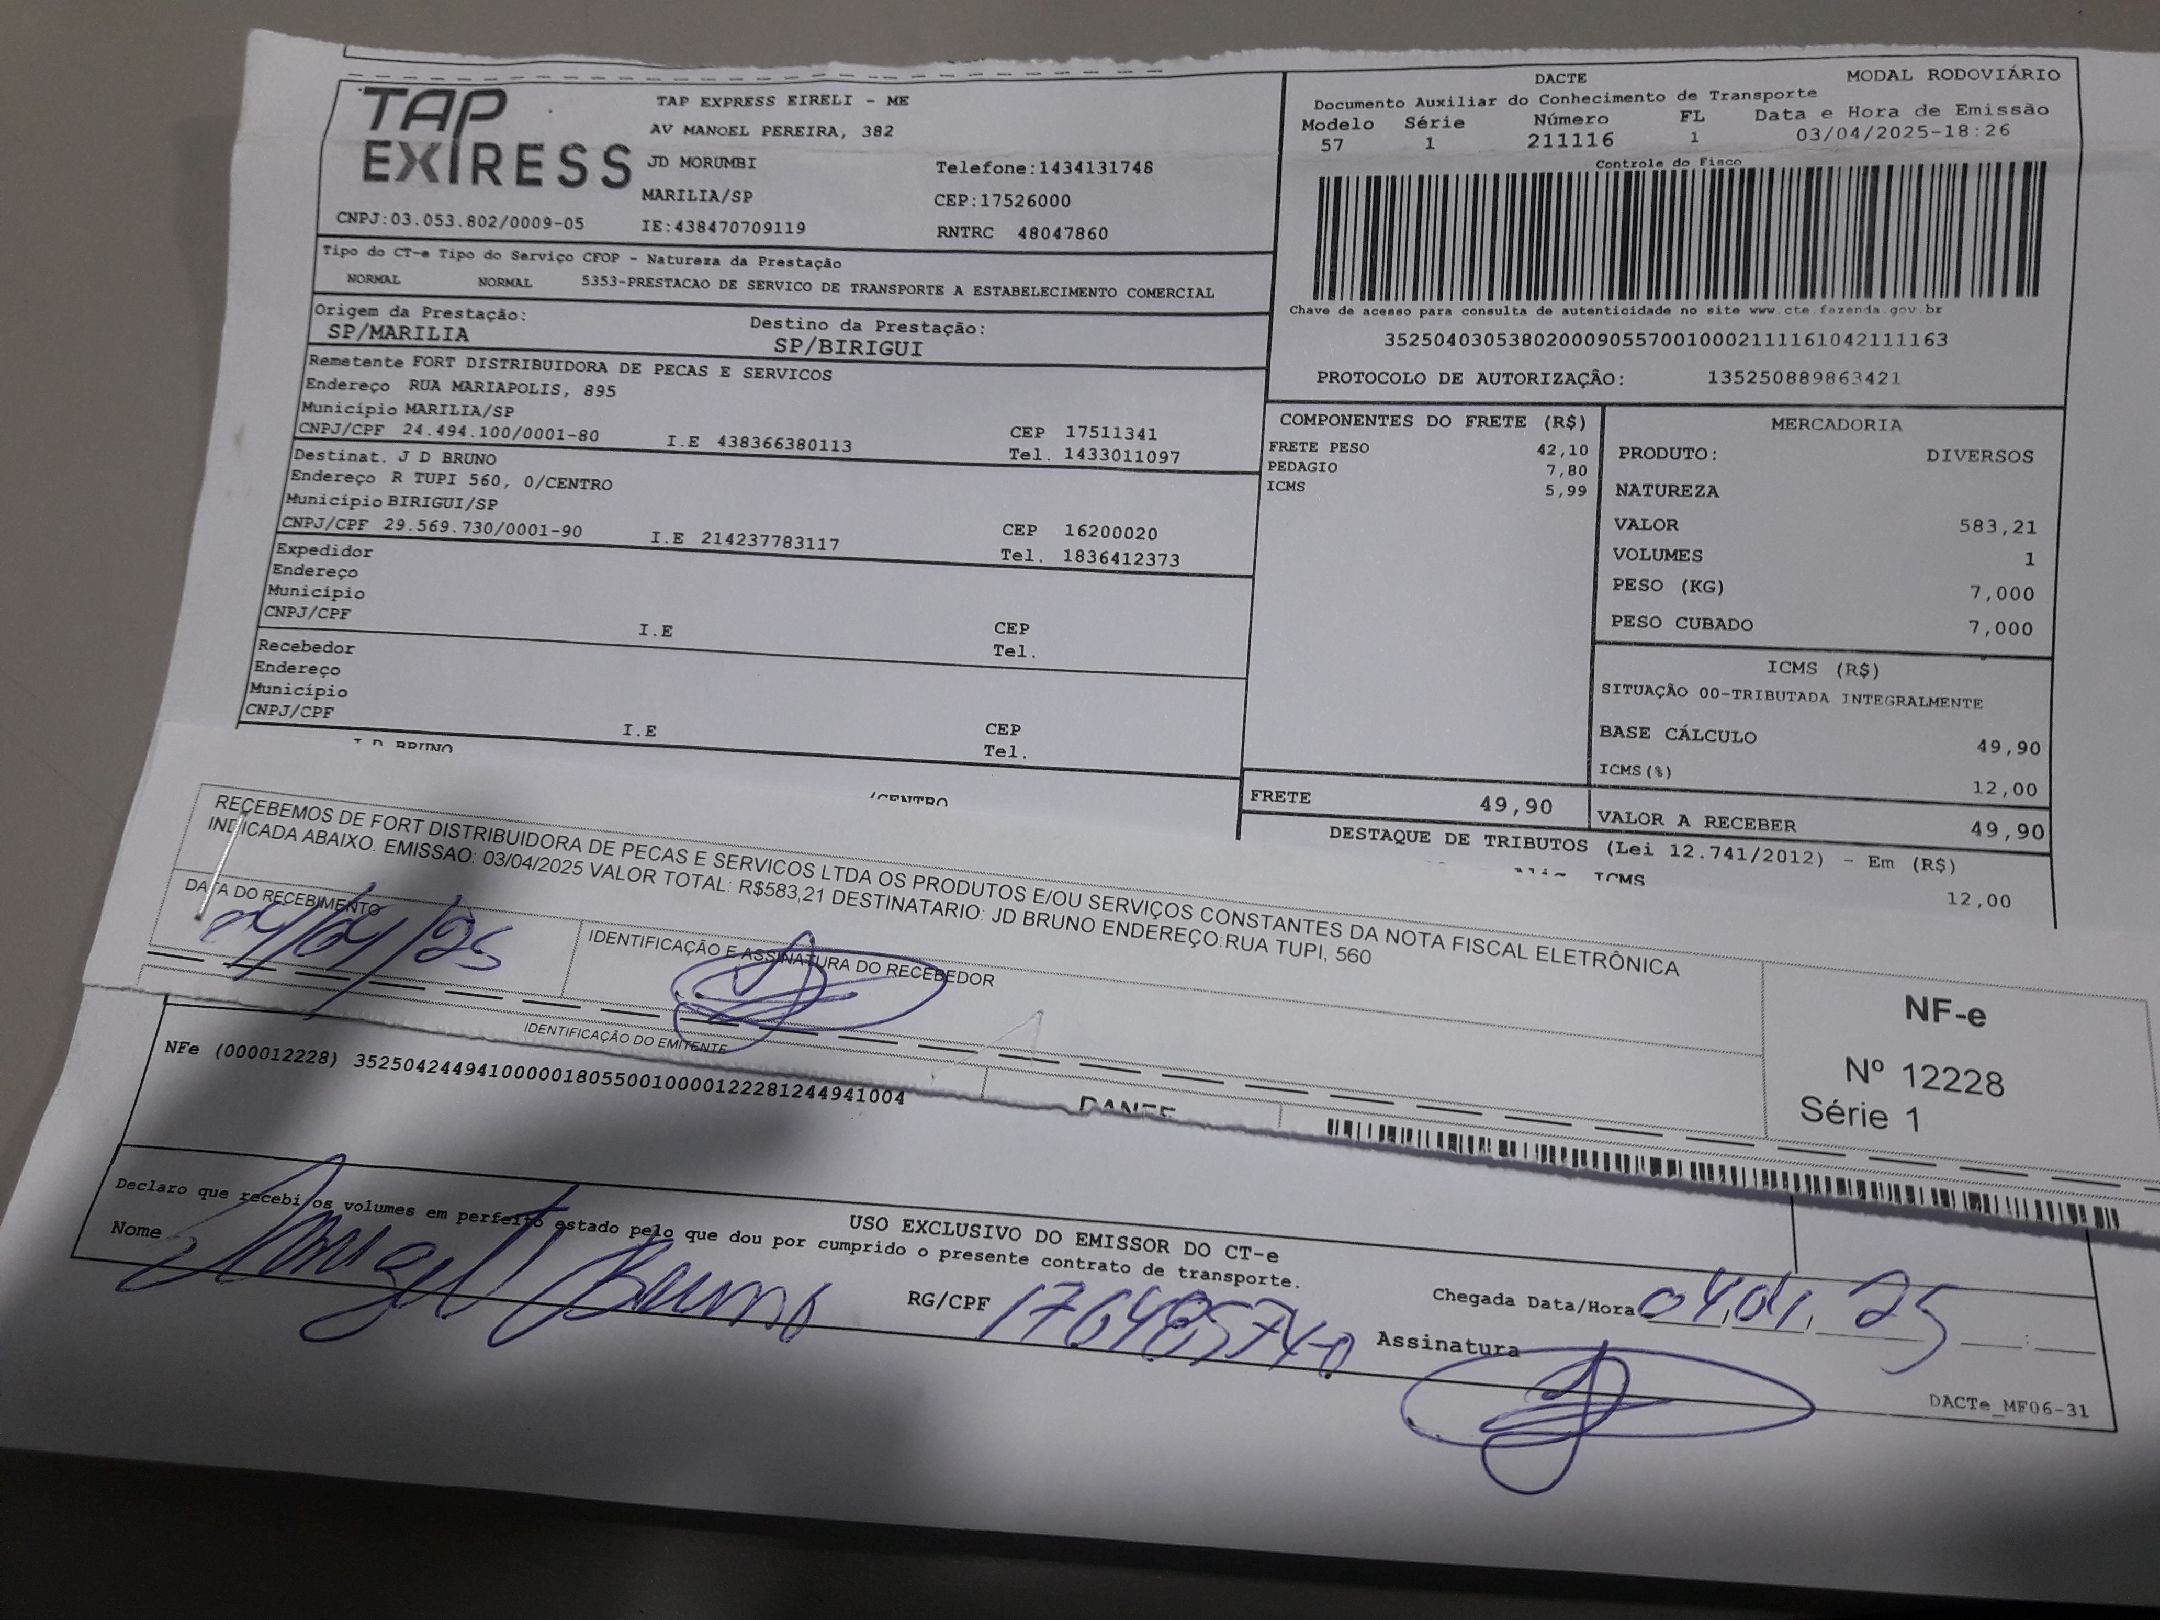 TAP
EXPRESS
TAP EXPRESS EIRELI - ME
AV MANOEL PEREIRA, 382
JD MORUMBI
Telefone:1434131748
MARILIA/SP
CEP:17526000
CNPJ:03.053.802/0009-05
IE:438470709119
RNTRC 48047860
DACTE
MODAL RODOVIÁRIO
Documento Auxiliar do Conhecimento de Transporte
Modelo Série Número FL Data e Hora de Emissão
57 1 211116 1 03/04/2025-18:26
Controle do Fisco
Chave de acesso para consulta de autenticidade no site www.cte.fazenda.gov.br
35250403053802000905570010002111161042111163
PROTOCOLO DE AUTORIZAÇÃO: 135250889863421
Tipo do CT-e Tipo do Serviço CFOP - Natureza da Prestação
NORMAL NORMAL 5353-PRESTACAO DE SERVICO DE TRANSPORTE A ESTABELECIMENTO COMERCIAL
Origem da Prestação: Destino da Prestação:
SP/MARILIA SP/BIRIGUI
Remetente FORT DISTRIBUIDORA DE PECAS E SERVICOS
Endereço RUA MARIAPOLIS, 895
Município MARILIA/SP
CEP 17511341
CNPJ/CPF 24.494.100/0001-80 I.E 438366380113 Tel. 1433011097
Destinat. J D BRUNO
Endereço R TUPI 560, 0/CENTRO
Município BIRIGUI/SP
CEP 16200020
CNPJ/CPF 29.569.730/0001-90 I.E 214237783117 Tel. 1836412373
Expedidor
Endereço
Município
CEP
CNPJ/CPF I.E Tel.
Recebedor
Endereço
Município
CEP
CNPJ/CPF I.E Tel.
J D BRUNO
/CENTRO
COMPONENTES DO FRETE (R$)
FRETE PESO 42,10
PEDAGIO 7,80
ICMS 5,99
MERCADORIA
PRODUTO: DIVERSOS
NATUREZA
VALOR 583,21
VOLUMES 1
PESO (KG) 7,000
PESO CUBADO 7,000
ICMS (R$)
SITUAÇÃO 00-TRIBUTADA INTEGRALMENTE
BASE CÁLCULO 49,90
ICMS(%) 12,00
FRETE 49,90
VALOR A RECEBER 49,90
DESTAQUE DE TRIBUTOS (Lei 12.741/2012) - Em (R$)
ICMS
12,00
RECEBEMOS DE FORT DISTRIBUIDORA DE PECAS E SERVICOS LTDA OS PRODUTOS E/OU SERVIÇOS CONSTANTES DA NOTA FISCAL ELETRÔNICA
INDICADA ABAIXO. EMISSAO: 03/04/2025 VALOR TOTAL: R$583,21 DESTINATARIO: JD BRUNO ENDEREÇO:RUA TUPI, 560
DATA DO RECEBIMENTO
04/04/25
IDENTIFICAÇÃO E ASSINATURA DO RECEBEDOR
NF-e
Nº 12228
Série 1
IDENTIFICAÇÃO DO EMITENTE
DANFE
NFe (000012228) 35250424494100000180550010000122281244941004
USO EXCLUSIVO DO EMISSOR DO CT-e
Declaro que recebi os volumes em perfeito estado pelo que dou por cumprido o presente contrato de transporte.
Nome
Bruno
RG/CPF 17648574-0
Chegada Data/Hora 04,04,25
Assinatura
DACTe_MF06-31